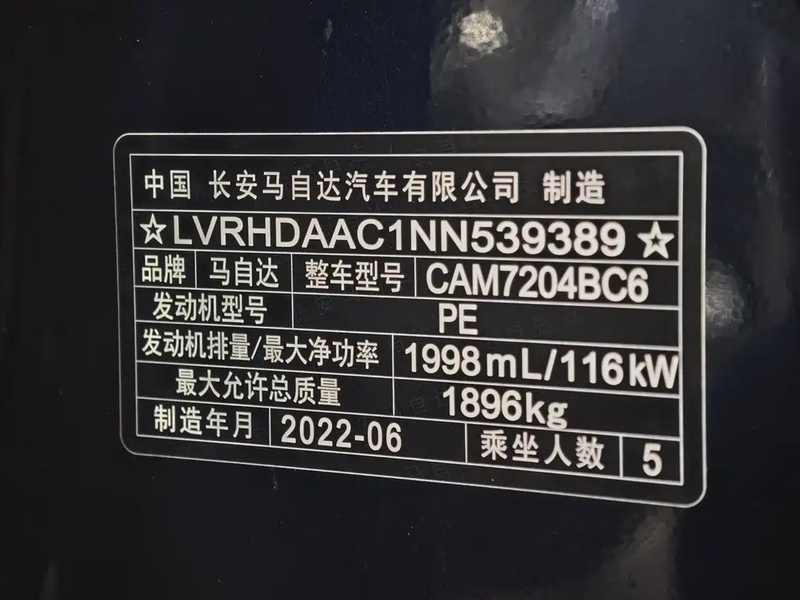 中国 长安马自达汽车有限公司 制造
☆LVRHDAAC1NN539389☆
品牌 马自达 整车型号 CAM7204BC6
发动机型号 PE
发动机排量/最大净功率 1998mL/116kW
最大允许总质量 1896kg
制造年月 2022-06 乘坐人数 5